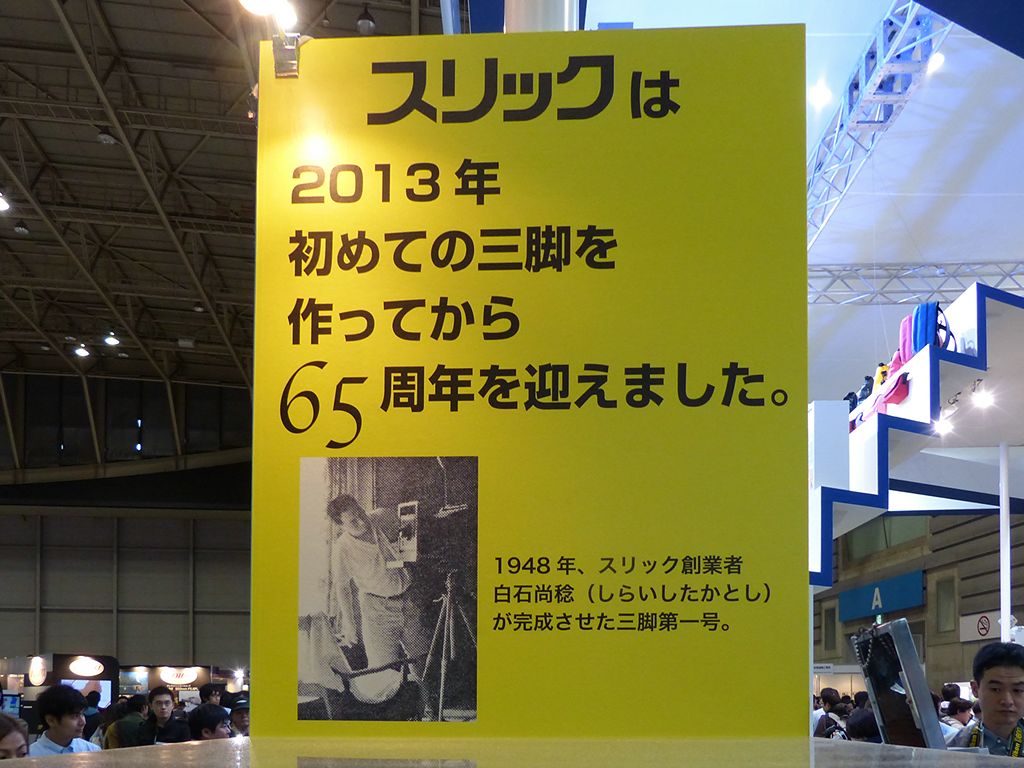 スリックは
2013年
初めての三脚を
作ってから
65周年を迎えました。
1948年、スリック創業者
白石尚稔（しらいしたかとし）
が完成させた三脚第一号。
A